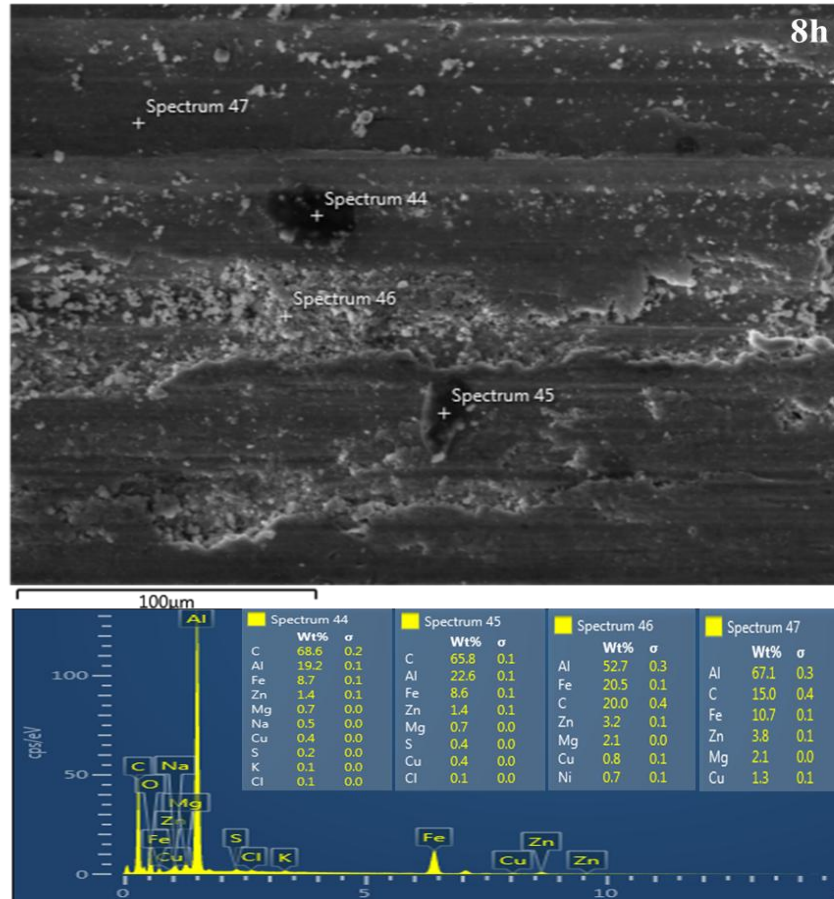 8h
Spectrum 47
Spectrum 44
Spectrum 46
Spectrum 45
100µm
Al
100
50
0
cps/eV
C
O
Na
Mg
Zn
Fe
Cu
S
Cl
K
Fe
Cu
Zn
Zn
0
5
10
Spectrum 44
Wt% σ
C 68.6 0.2
Al 19.2 0.1
Fe 8.7 0.1
Zn 1.4 0.1
Mg 0.7 0.0
Na 0.5 0.0
Cu 0.4 0.0
S 0.2 0.0
K 0.1 0.0
Cl 0.1 0.0
Spectrum 45
Wt% σ
C 65.8 0.1
Al 22.6 0.1
Fe 8.6 0.1
Zn 1.4 0.1
Mg 0.7 0.0
S 0.4 0.0
Cu 0.4 0.0
Cl 0.1 0.0
Spectrum 46
Wt% σ
Al 52.7 0.3
Fe 20.5 0.1
C 20.0 0.4
Zn 3.2 0.1
Mg 2.1 0.0
Cu 0.8 0.1
Ni 0.7 0.1
Spectrum 47
Wt% σ
Al 67.1 0.3
C 15.0 0.4
Fe 10.7 0.1
Zn 3.8 0.1
Mg 2.1 0.0
Cu 1.3 0.1